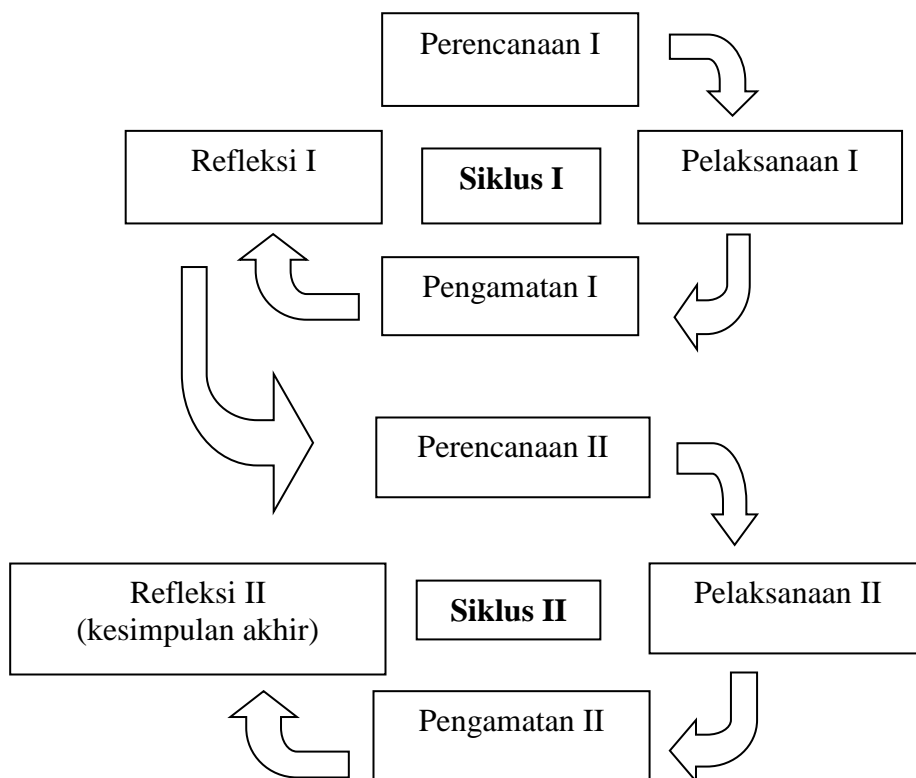 Perencanaan I
Refleksi I
Siklus I
Pelaksanaan I
Pengamatan I
Perencanaan II
Refleksi II
(kesimpulan akhir)
Siklus II
Pelaksanaan II
Pengamatan II